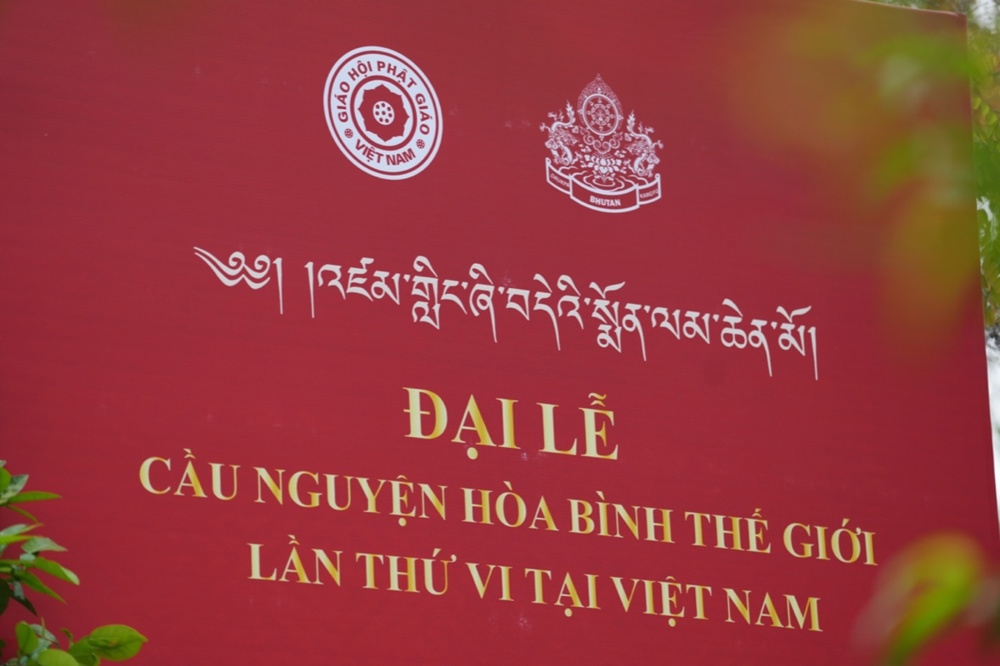 GIÁO HỘI PHẬT GIÁO
VIỆT NAM
BHUTAN
༄༅། །འཛམ་གླིང་ཞི་བདེའི་སྨོན་ལམ་ཆེན་མོ།
ĐẠI LỄ
CẦU NGUYỆN HÒA BÌNH THẾ GIỚI
LẦN THỨ VI TẠI VIỆT NAM